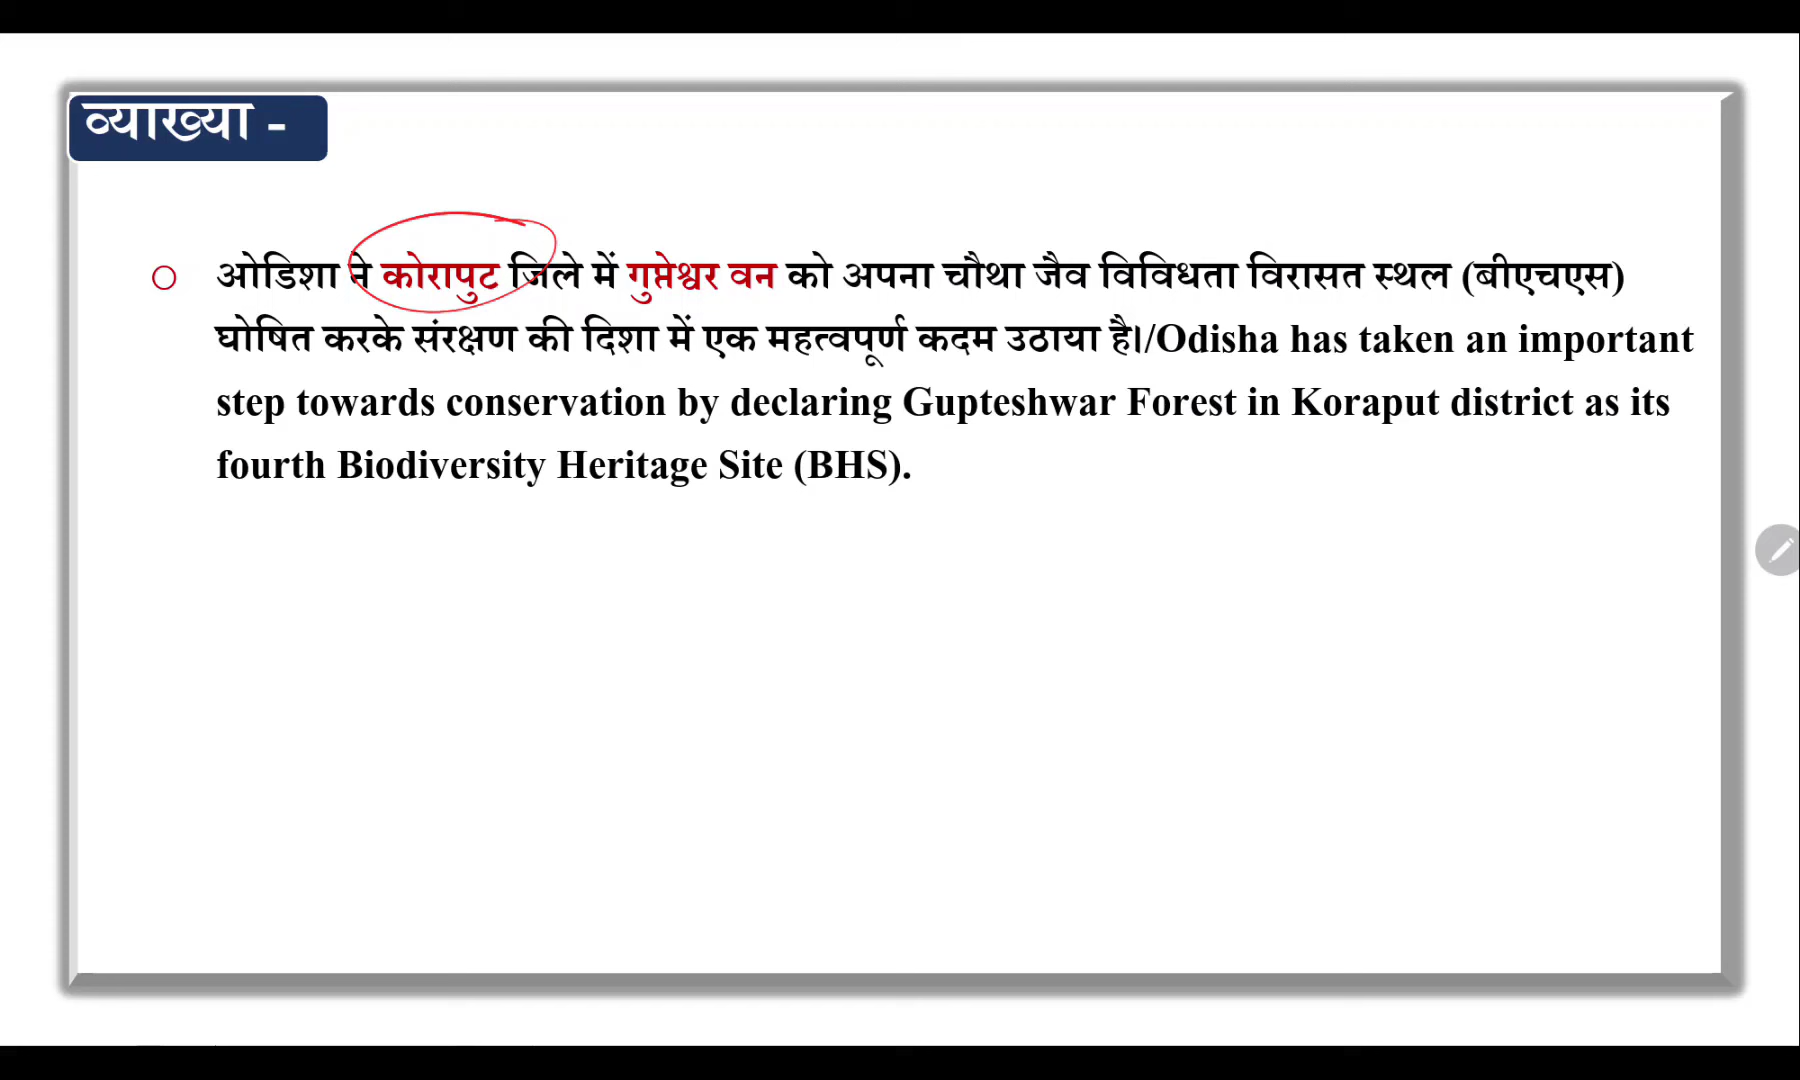 व्याख्या -
ओडिशा ने कोरापुट जिले में गुप्तेश्वर वन को अपना चौथा जैव विविधता विरासत स्थल (बीएचएस)
घोषित करके संरक्षण की दिशा में एक महत्वपूर्ण कदम उठाया है।/Odisha has taken an important
step towards conservation by declaring Gupteshwar Forest in Koraput district as its
fourth Biodiversity Heritage Site (BHS).